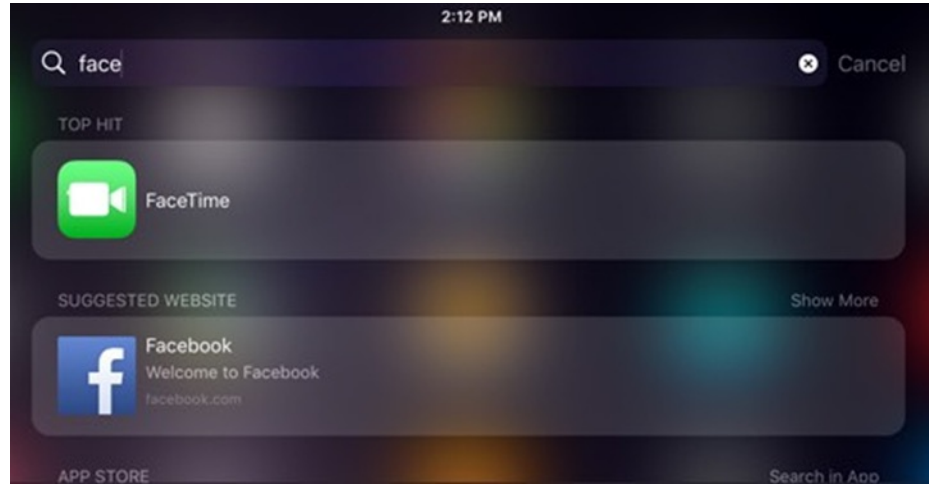 2:12 PM
face
Cancel
TOP HIT
FaceTime
SUGGESTED WEBSITE
Show More
Facebook
Welcome to Facebook
facebook.com
APP STORE
Search in App